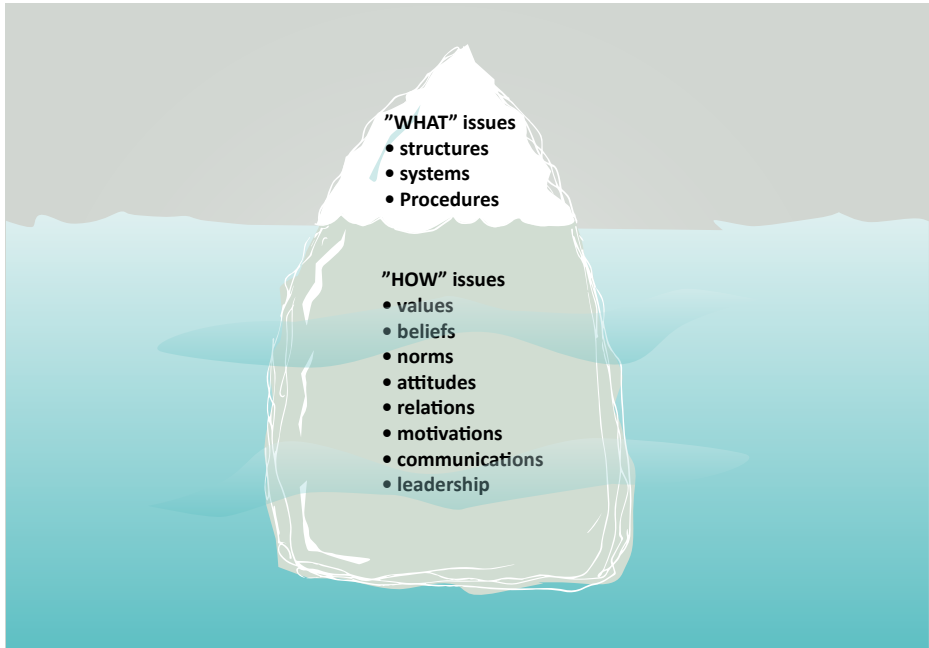 ”WHAT” issues
• structures
• systems
• Procedures
”HOW” issues
• values
• beliefs
• norms
• attitudes
• relations
• motivations
• communications
• leadership